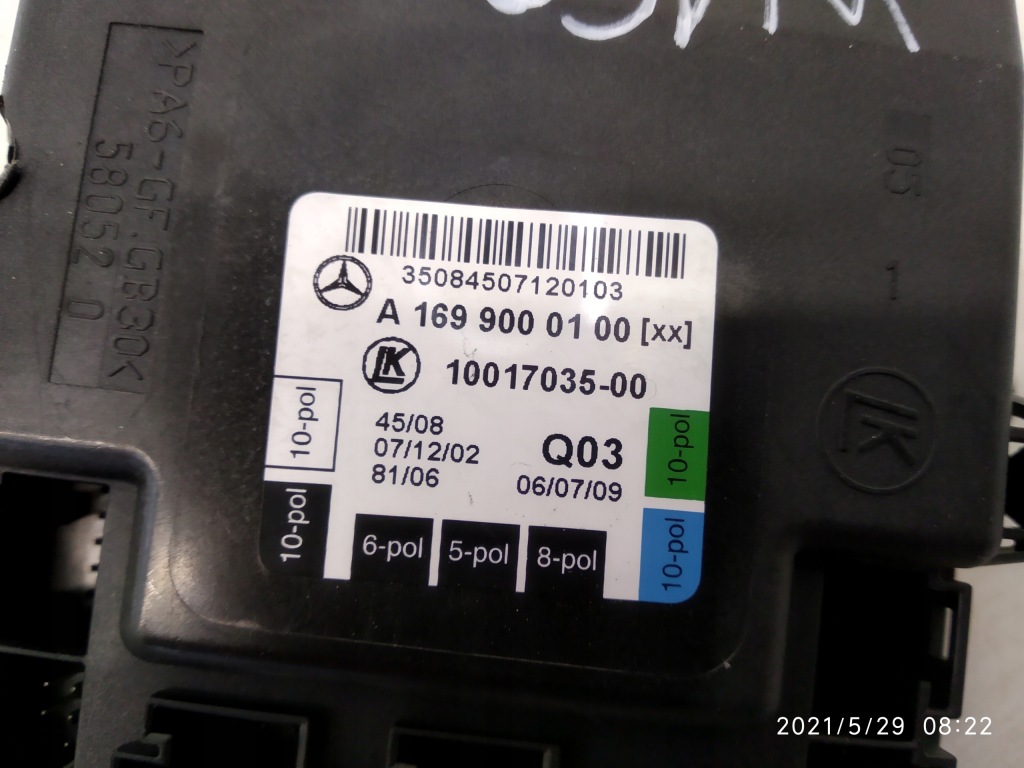 >PA6-GF.GB30K
58052 0
05
1
LK
35084507120103
A 169 900 01 00 [xx]
LK
10017035-00
45/08
07/12/02
81/06
Q03
06/07/09
10-pol
10-pol
6-pol
5-pol
8-pol
10-pol
10-pol
2021/5/29 08:22